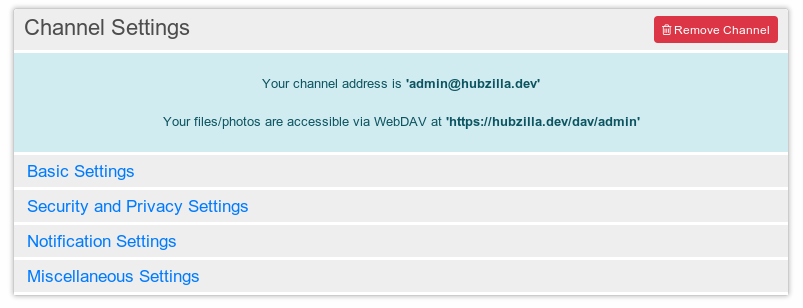 Channel Settings
Remove Channel
Your channel address is 'admin@hubzilla.dev'
Your files/photos are accessible via WebDAV at 'https://hubzilla.dev/dav/admin'
Basic Settings
Security and Privacy Settings
Notification Settings
Miscellaneous Settings